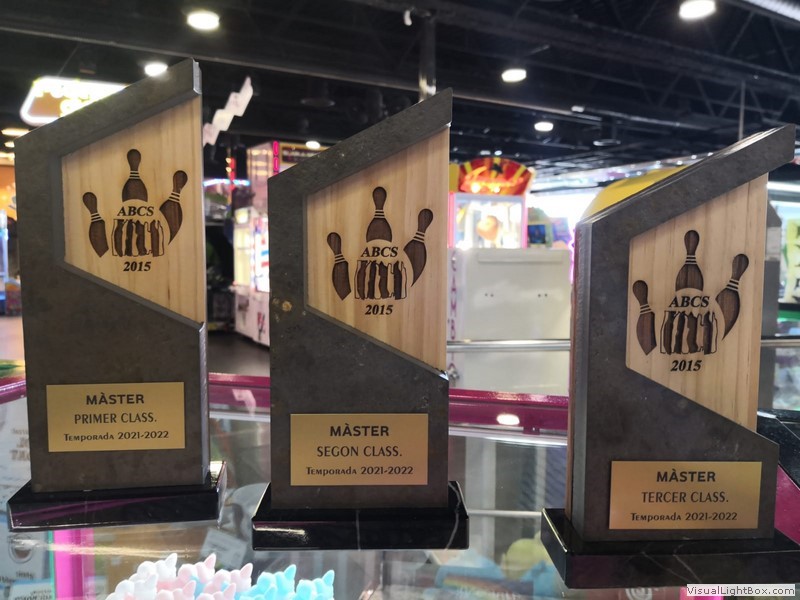 ABCS
2015
MÀSTER
PRIMER CLASS.
TEMPORADA 2021-2022
ABCS
2015
MÀSTER
SEGON CLASS.
TEMPORADA 2021-2022
ABCS
2015
MÀSTER
TERCER CLASS.
TEMPORADA 2021-2022
VisualLightBox.com